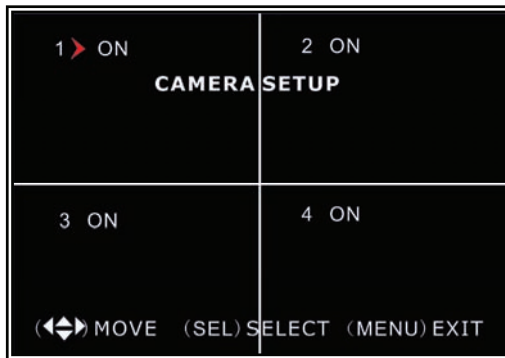 1 ON 2 ON
CAMERA SETUP
3 ON 4 ON
( ) MOVE (SEL) SELECT (MENU) EXIT